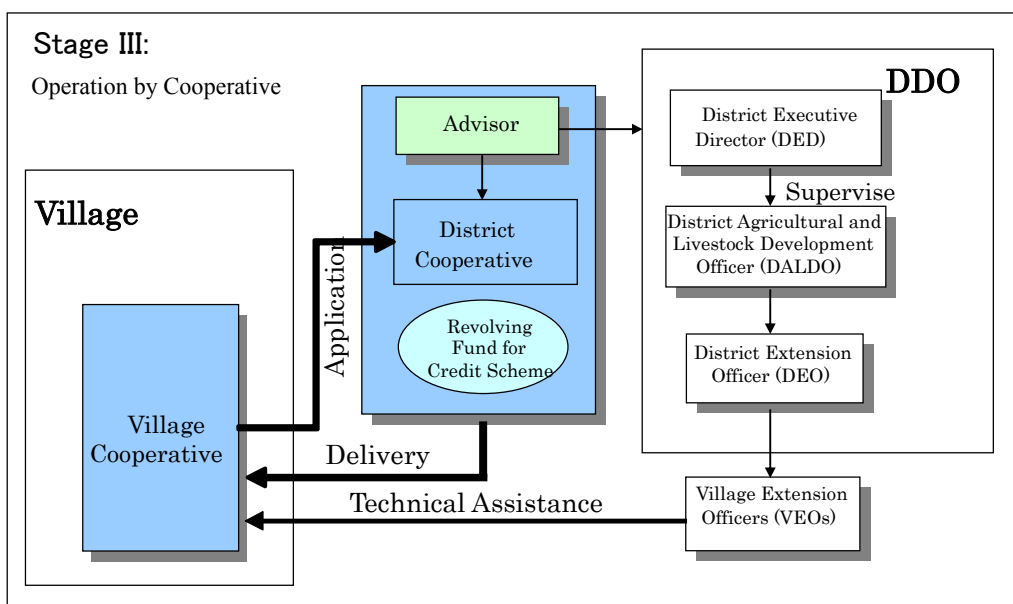 Stage III:
Operation by Cooperative
Village
Village
Cooperative
Application
Advisor
District
Cooperative
Revolving
Fund for
Credit Scheme
Delivery
Technical Assistance
DDO
District Executive
Director (DED)
Supervise
District Agricultural and
Livestock Development
Officer (DALDO)
District Extension
Officer (DEO)
Village Extension
Officers (VEOs)